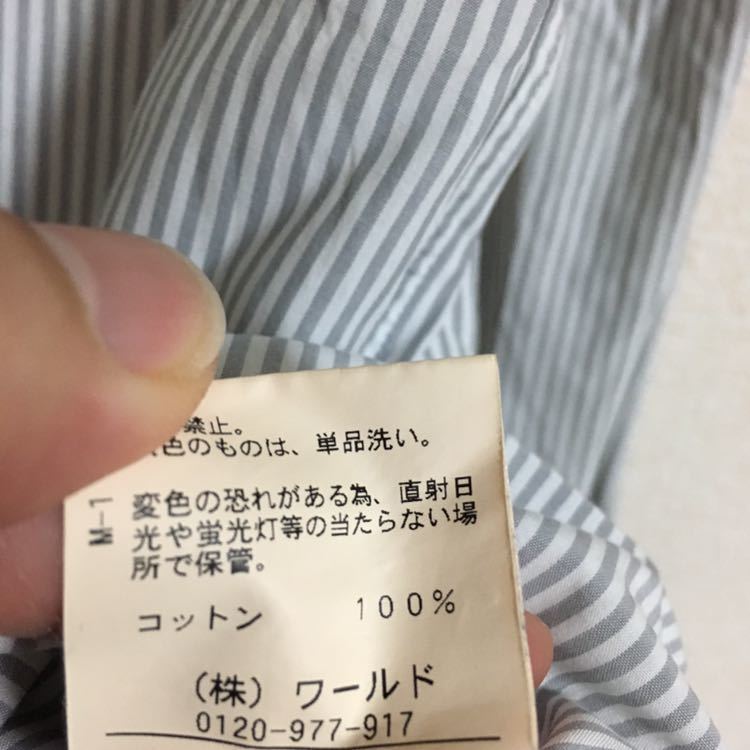 禁止。
色のものは、単品洗い。
M-1
変色の恐れがある為、直射日
光や蛍光灯等の当たらない場
所で保管。
コットン 100%
(株) ワールド
0120-977-917